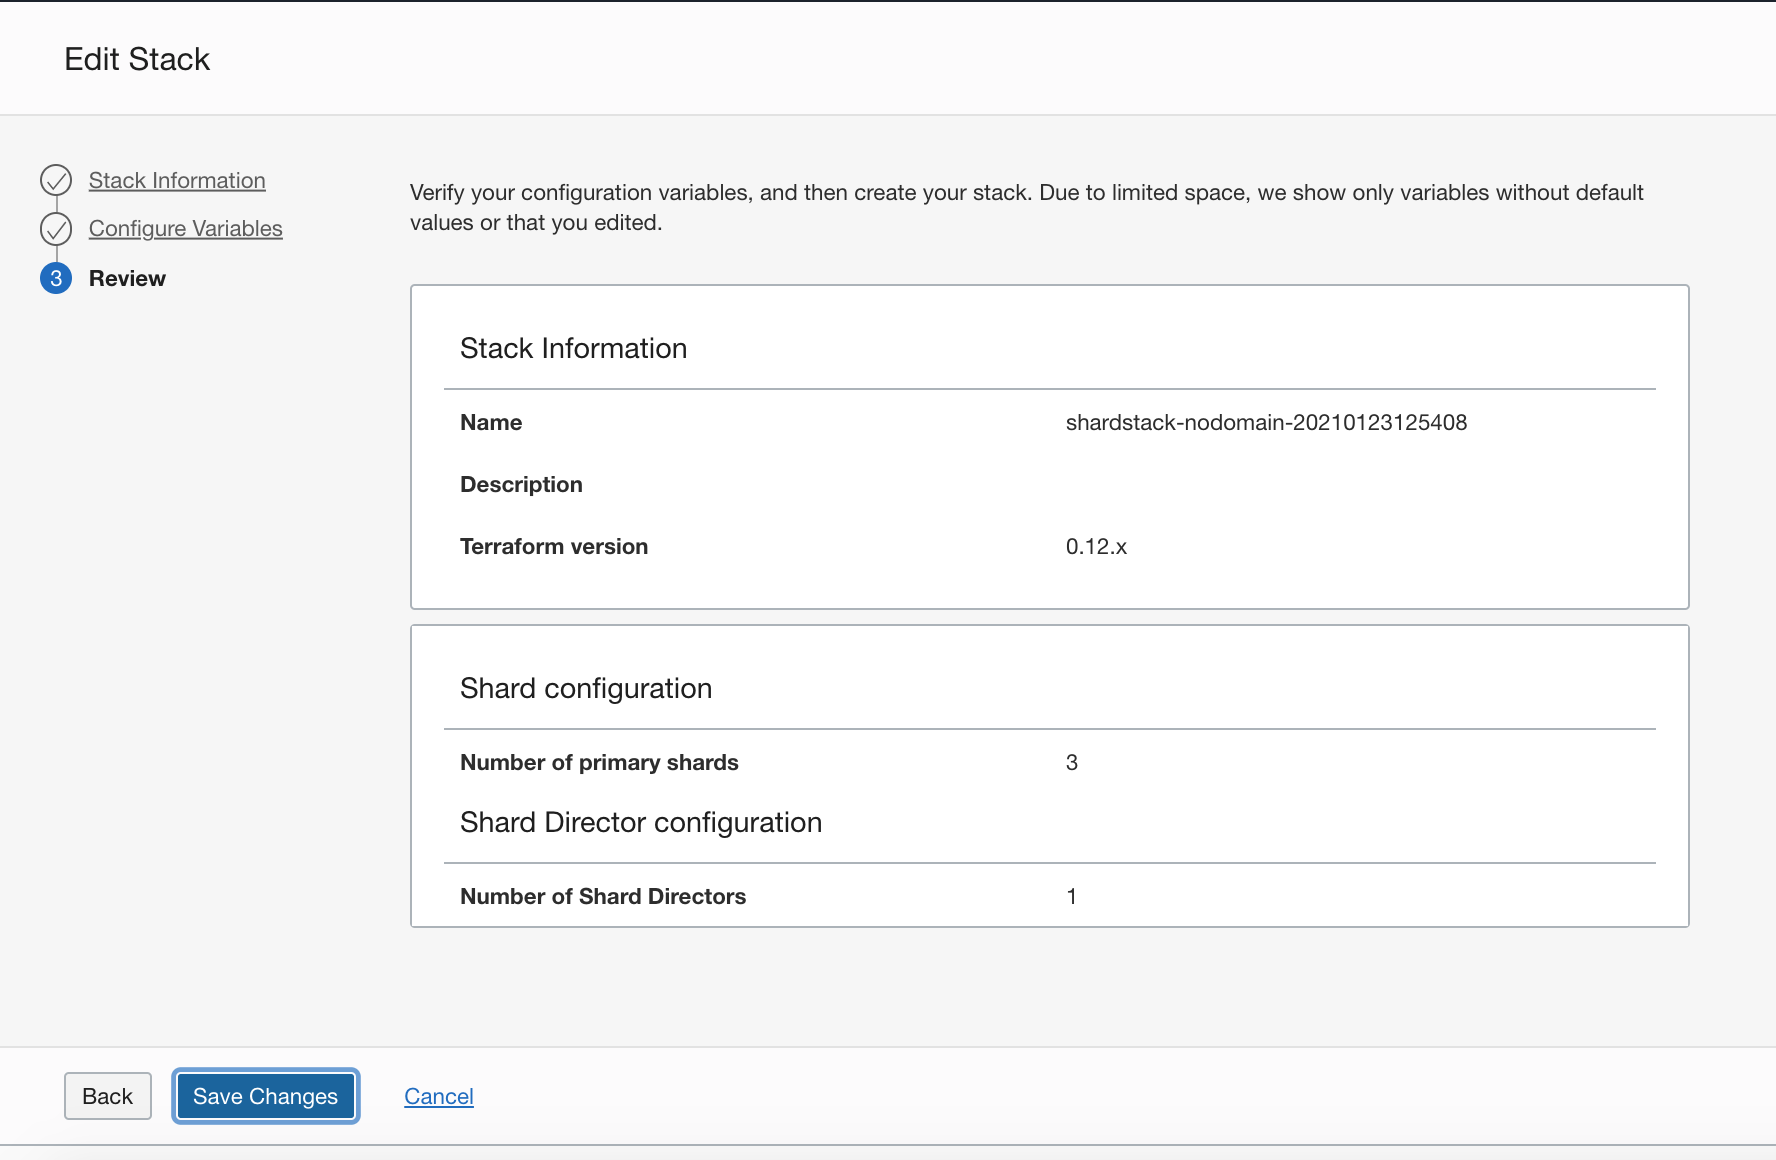 Edit Stack
Stack Information
Configure Variables
3 Review
Verify your configuration variables, and then create your stack. Due to limited space, we show only variables without default
values or that you edited.
Stack Information
Name shardstack-nodomain-20210123125408
Description
Terraform version 0.12.x
Shard configuration
Number of primary shards 3
Shard Director configuration
Number of Shard Directors 1
Back Save Changes Cancel